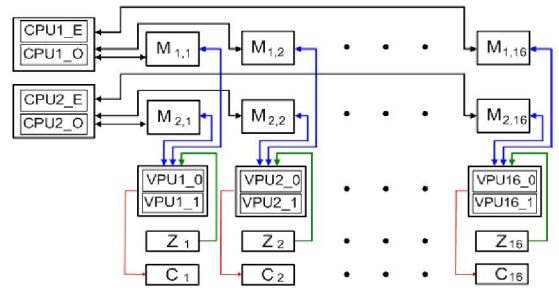 CPU1_E
CPU1_O
M1,1
M1,2
M1,16
CPU2_E
CPU2_O
M2,1
M2,2
M2,16
VPU1_0
VPU2_0
VPU16_0
VPU1_1
VPU2_1
VPU16_1
Z1
Z2
Z16
C1
C2
C16